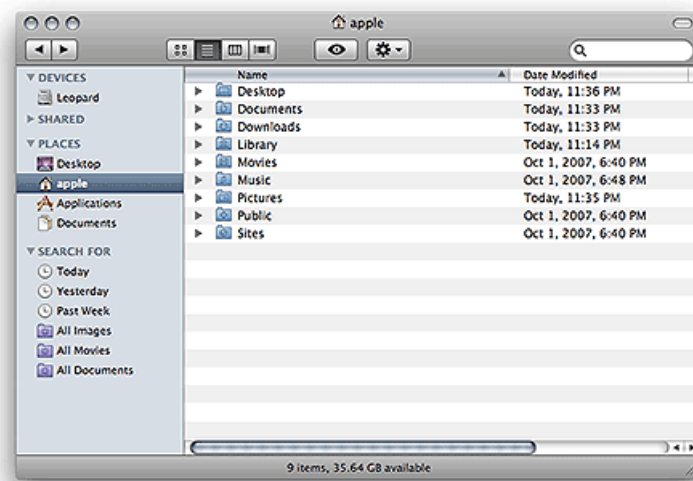 apple
DEVICES
Leopard
SHARED
PLACES
Desktop
apple
Applications
Documents
SEARCH FOR
Today
Yesterday
Past Week
All Images
All Movies
All Documents
Name Date Modified
Desktop Today, 11:36 PM
Documents Today, 11:33 PM
Downloads Today, 11:33 PM
Library Today, 11:14 PM
Movies Oct 1, 2007, 6:40 PM
Music Oct 1, 2007, 6:48 PM
Pictures Today, 11:35 PM
Public Oct 1, 2007, 6:40 PM
Sites Oct 1, 2007, 6:40 PM
9 items, 35.64 GB available